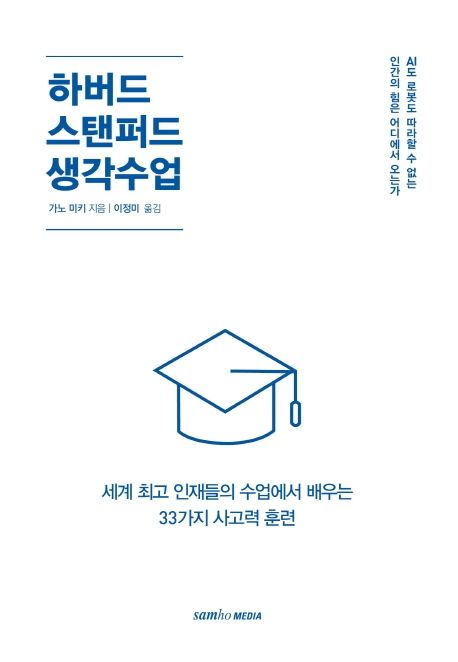 하버드
스탠퍼드
생각수업
가노 미키 지음 | 이정미 옮김
AI도 로봇도 따라할 수 없는
인간의 힘은 어디에서 오는가
세계 최고 인재들의 수업에서 배우는
33가지 사고력 훈련
samho MEDIA